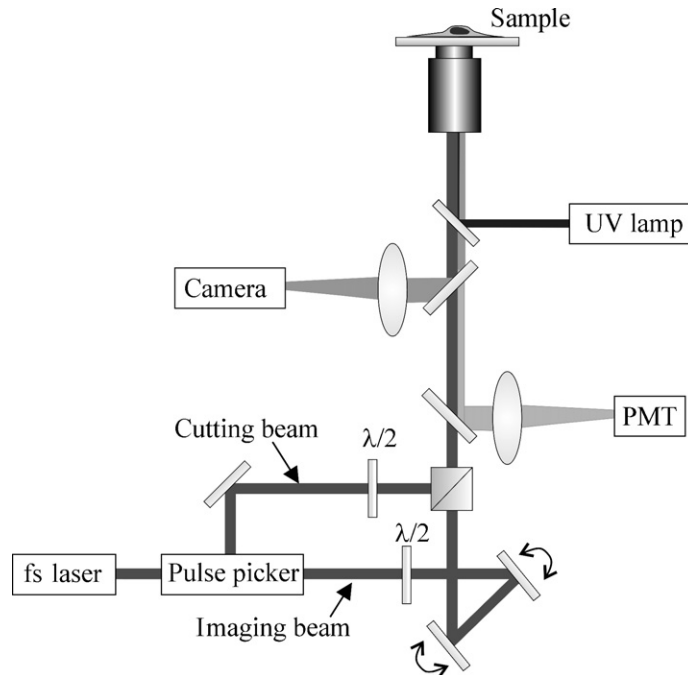 Sample
UV lamp
Camera
PMT
Cutting beam
λ/2
λ/2
fs laser
Pulse picker
Imaging beam